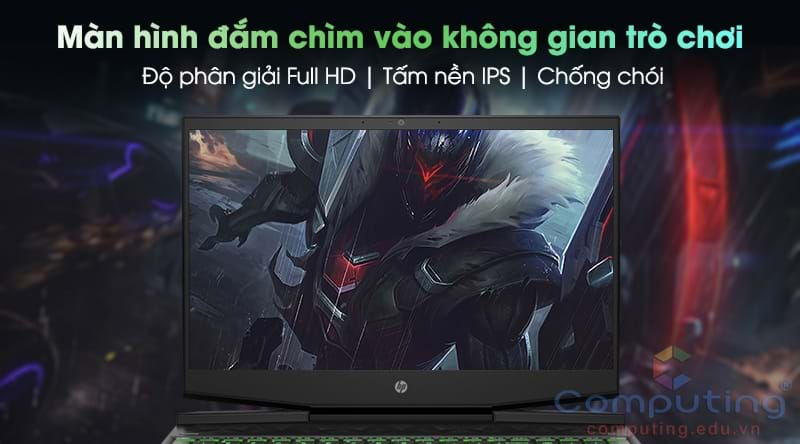 Màn hình đắm chìm vào không gian trò chơi
Độ phân giải Full HD | Tấm nền IPS | Chống chói
hp
Computing®
computing.edu.vn